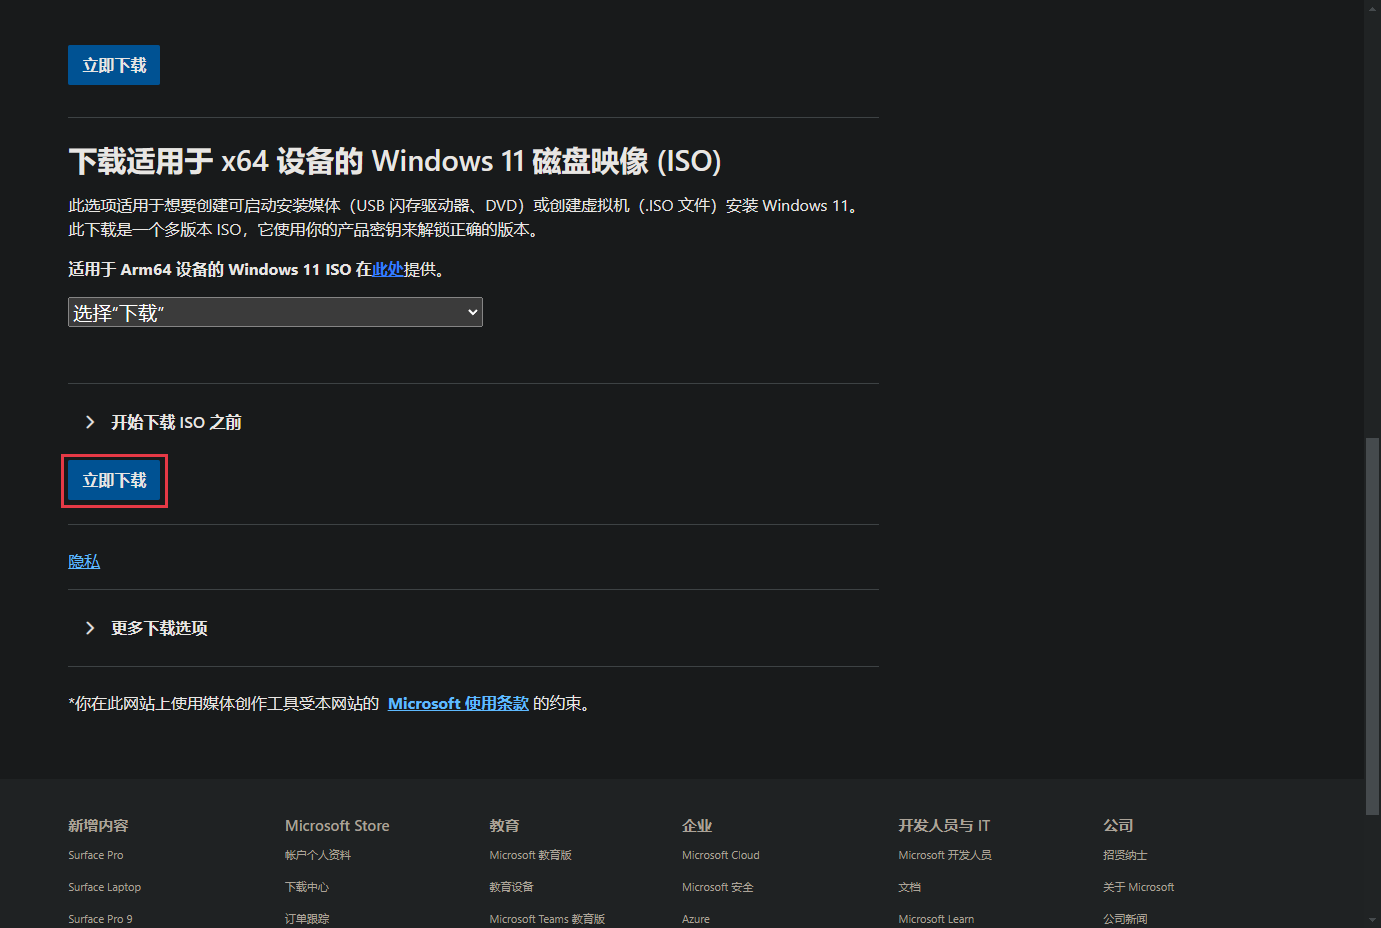 立即下载
下载适用于 x64 设备的 Windows 11 磁盘映像 (ISO)
此选项适用于想要创建可启动安装媒体（USB 闪存驱动器、DVD）或创建虚拟机（.ISO 文件）安装 Windows 11。
此下载是一个多版本 ISO，它使用你的产品密钥来解锁正确的版本。
适用于 Arm64 设备的 Windows 11 ISO 在此处提供。
选择“下载”
开始下载 ISO 之前
立即下载
隐私
更多下载选项
*你在此网站上使用媒体创作工具受本网站的 Microsoft 使用条款 的约束。
新增内容
Surface Pro
Surface Laptop
Surface Pro 9
Microsoft Store
帐户个人资料
下载中心
订单跟踪
教育
Microsoft 教育版
教育设备
Microsoft Teams 教育版
企业
Microsoft Cloud
Microsoft 安全
Azure
开发人员与 IT
Microsoft 开发人员
文档
Microsoft Learn
公司
招贤纳士
关于 Microsoft
公司新闻